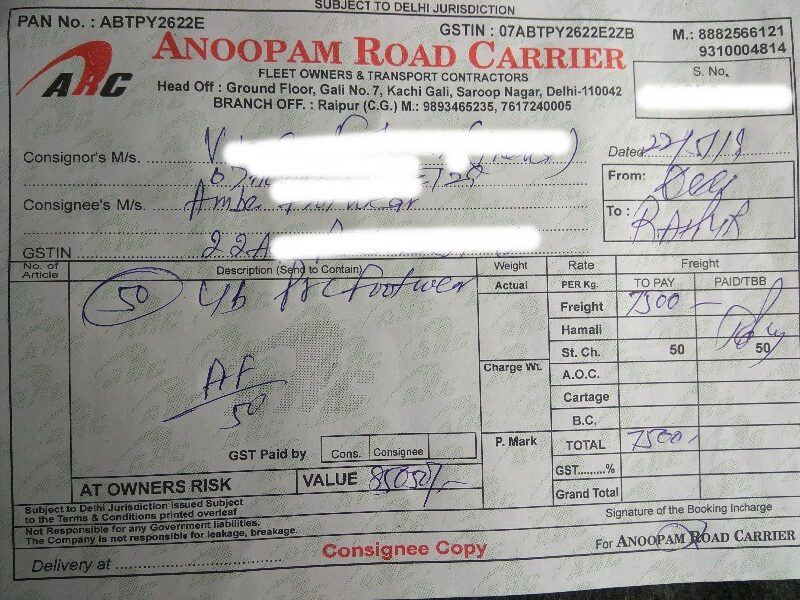 SUBJECT TO DELHI JURISDICTION
PAN No. : ABTPY2622E
GSTIN : 07ABTPY2622E2ZB
M.: 8882566121
9310004814
ARC
ANOOPAM ROAD CARRIER
FLEET OWNERS & TRANSPORT CONTRACTORS
Head Off : Ground Floor, Gali No. 7, Kachi Gali, Saroop Nagar, Delhi-110042
BRANCH OFF. : Raipur (C.G.) M.: 9893465235, 7617240005
S. No.
Consignor's M/s.
Dated
From:
Consignee's M/s.
To :
GSTIN 22A
No. of Article
Description (Send to Contain)
Weight
Rate
Freight
Actual
PER Kg.
TO PAY
PAID/TBB
50 Footwear
Freight 7500
Hamali
St. Ch. 50 50
Charge Wt.
A.O.C.
AF
50
Cartage
B.C.
GST Paid by Cons. Consignee
P. Mark
TOTAL 7500
GST........%
AT OWNERS RISK
VALUE 85050/-
Grand Total
Subject to Delhi Jurisdiction issued Subject
to the Terms & Conditions printed overleaf
Signature of the Booking Incharge
Not Responsible for any Government liabilities.
The Company is not responsible for leakage, breakage.
Consignee Copy
For ANOOPAM ROAD CARRIER
Delivery at